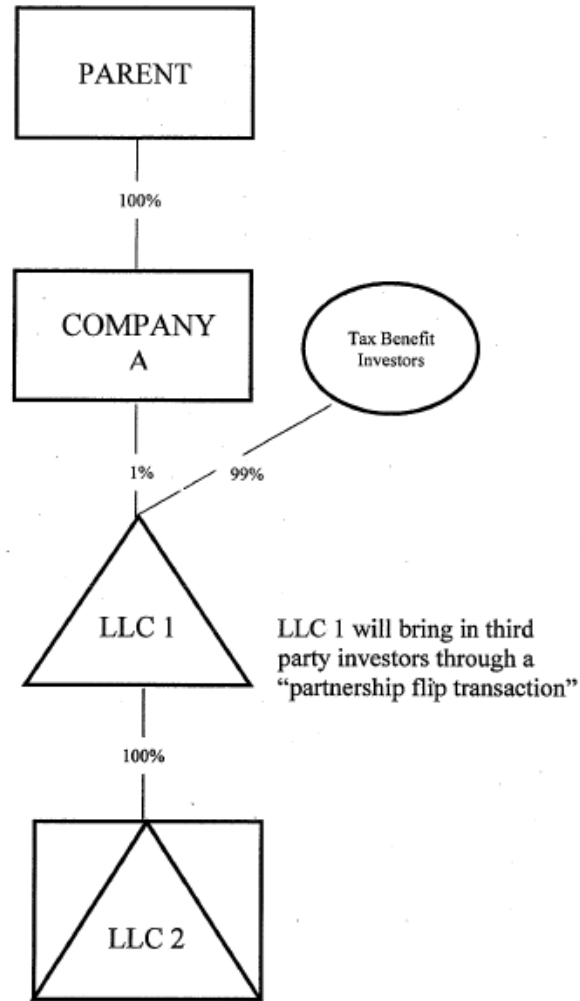 PARENT
100%
COMPANY
A
Tax Benefit
Investors
1%
99%
LLC 1
LLC 1 will bring in third
party investors through a
“partnership flip transaction”
100%
LLC 2